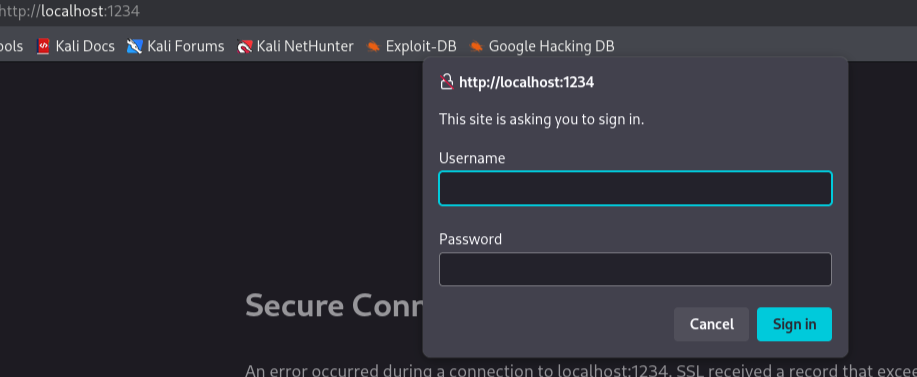 http://localhost:1234
Kali Docs Kali Forums Kali NetHunter Exploit-DB Google Hacking DB
http://localhost:1234
This site is asking you to sign in.
Username
Password
Cancel Sign in
Secure Conn
An error occurred during a connection to localhost:1234. SSL received a record that excee